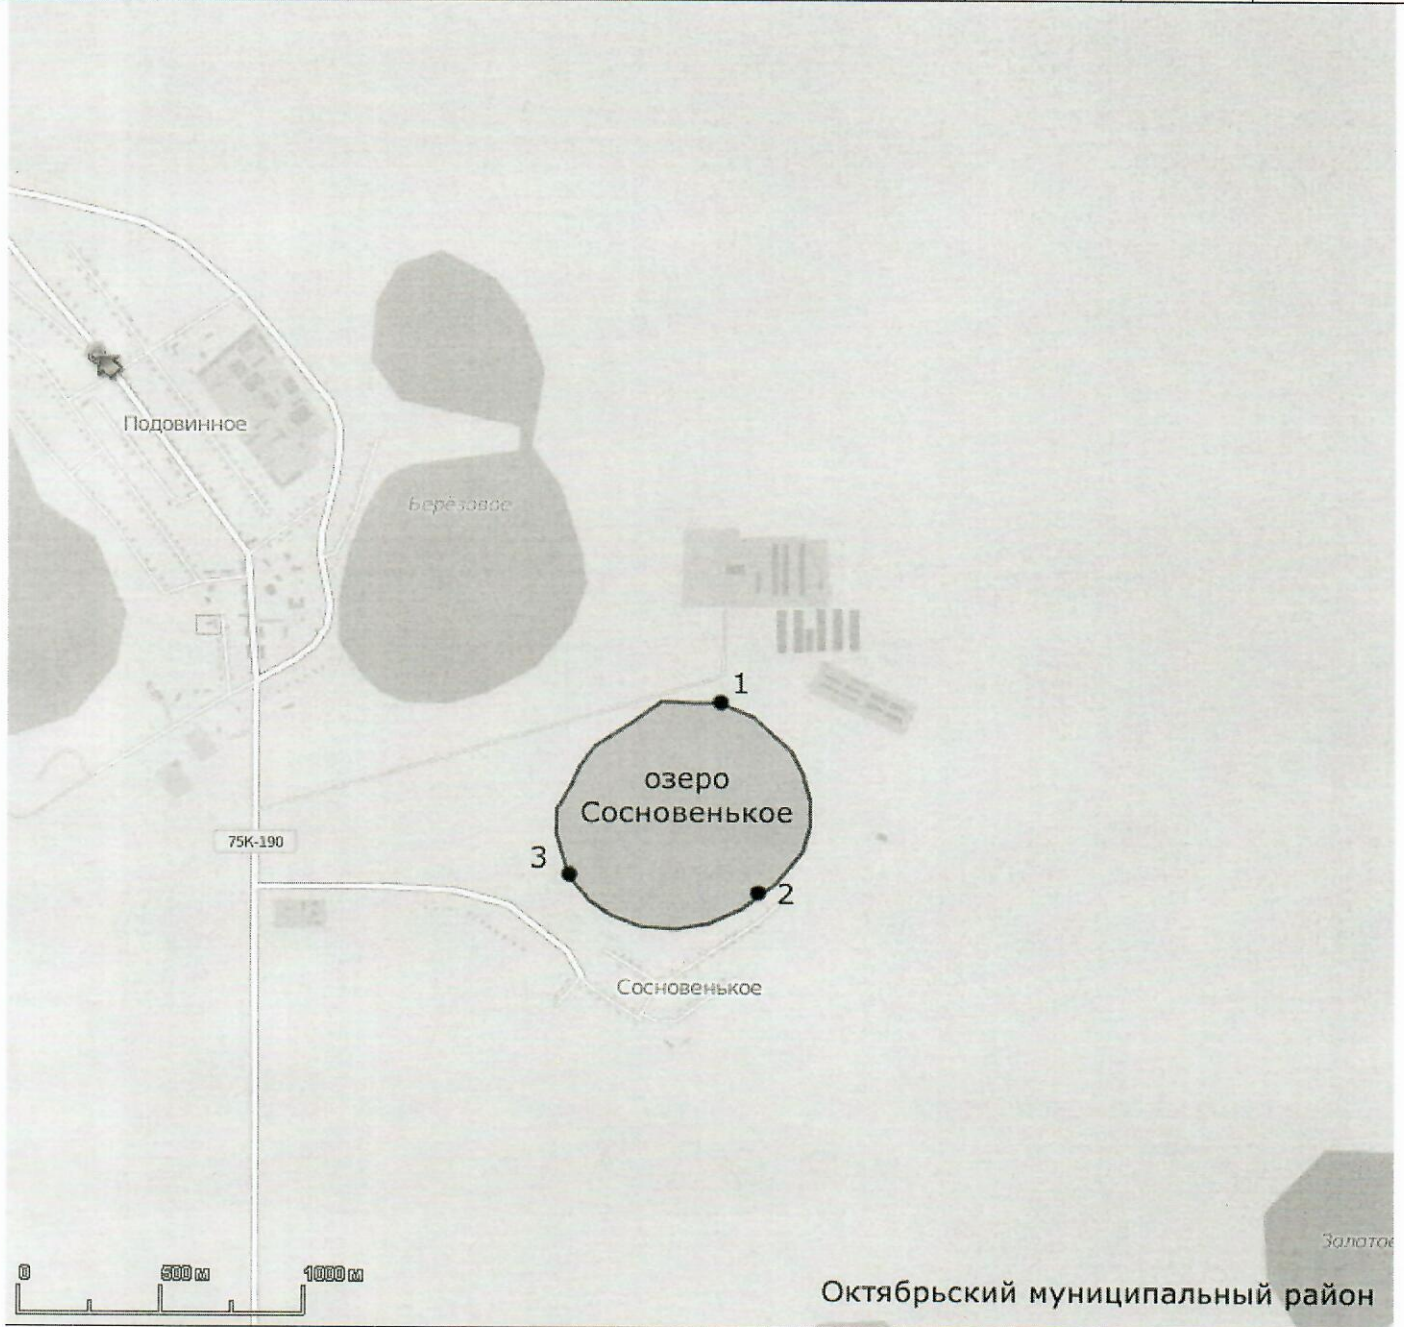 Подовинное
Берёзовое
1
озеро
Сосновенькое
75К-190
3
2
Сосновенькое
Золотое
0 500 м 1000 м
Октябрьский муниципальный район